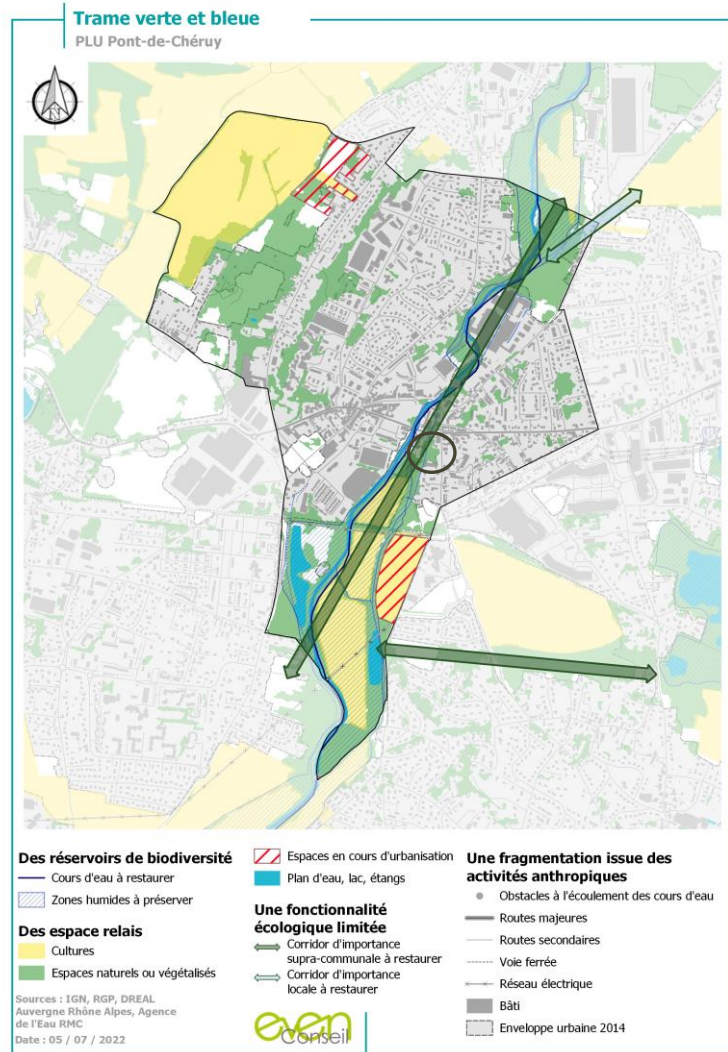 Trame verte et bleue
PLU Pont-de-Chéruy
N
Des réservoirs de biodiversité
Cours d'eau à restaurer
Zones humides à préserver
Des espace relais
Cultures
Espaces naturels ou végétalisés
Sources : IGN, RGP, DREAL
Auvergne Rhône Alpes, Agence
de l'Eau RMC
Date : 05 / 07 / 2022
Espaces en cours d'urbanisation
Plan d'eau, lac, étangs
Une fonctionnalité
écologique limitée
Corridor d'importance
supra-communale à restaurer
Corridor d'importance
locale à restaurer
even
Conseil
Une fragmentation issue des
activités anthropiques
Obstacles à l'écoulement des cours d'eau
Routes majeures
Routes secondaires
Voie ferrée
Réseau électrique
Bâti
Enveloppe urbaine 2014